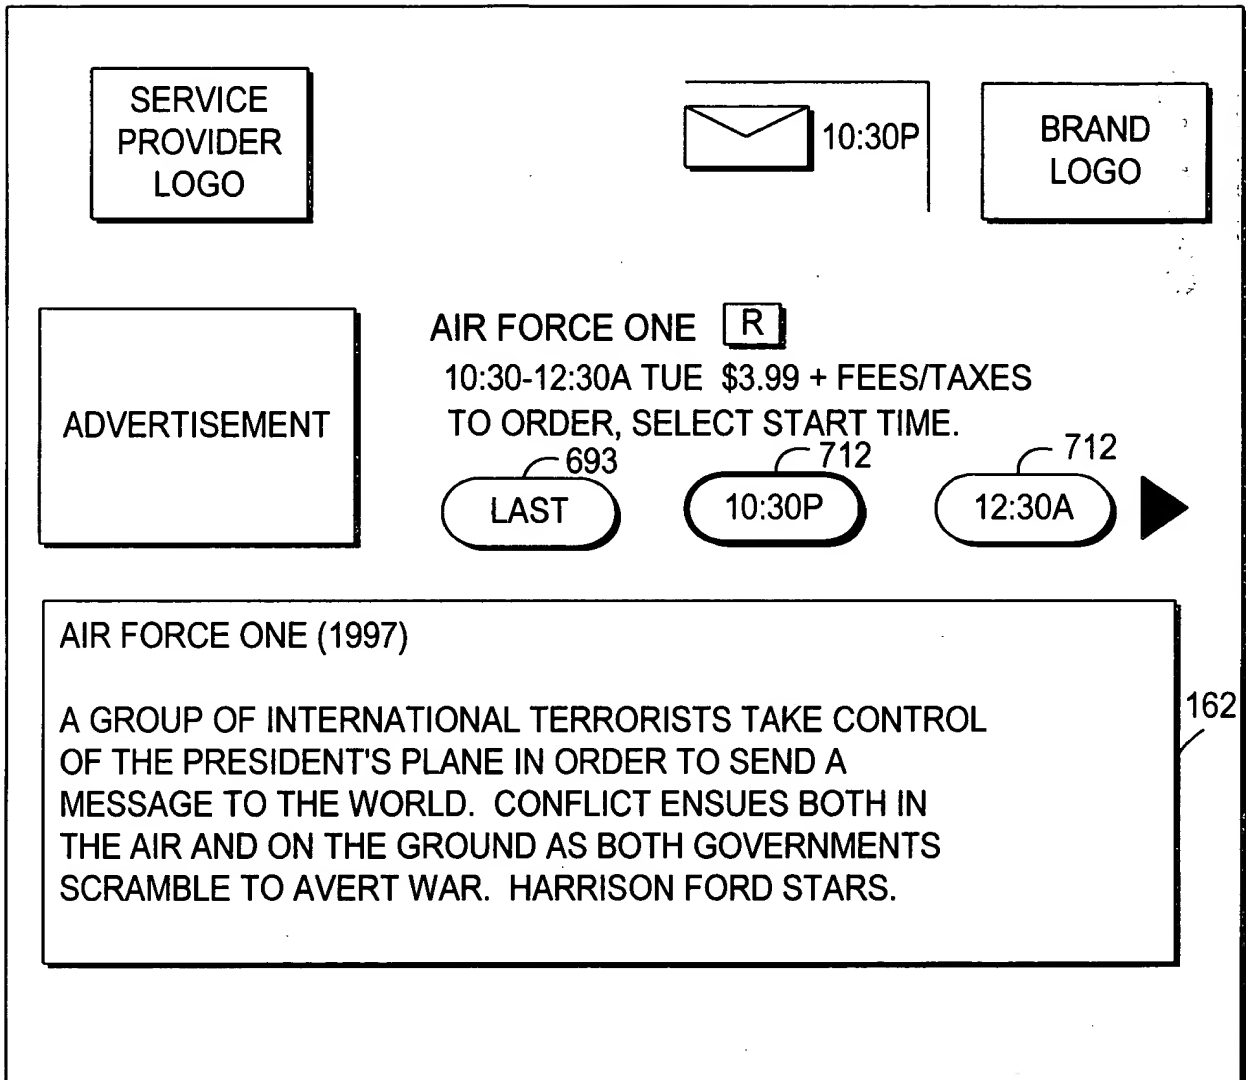 SERVICE
PROVIDER
LOGO
10:30P
BRAND
LOGO
ADVERTISEMENT
AIR FORCE ONE R
10:30-12:30A TUE $3.99 + FEES/TAXES
TO ORDER, SELECT START TIME.
693 712 712
LAST 10:30P 12:30A
AIR FORCE ONE (1997)
A GROUP OF INTERNATIONAL TERRORISTS TAKE CONTROL
OF THE PRESIDENT'S PLANE IN ORDER TO SEND A
MESSAGE TO THE WORLD. CONFLICT ENSUES BOTH IN
THE AIR AND ON THE GROUND AS BOTH GOVERNMENTS
SCRAMBLE TO AVERT WAR. HARRISON FORD STARS.
162